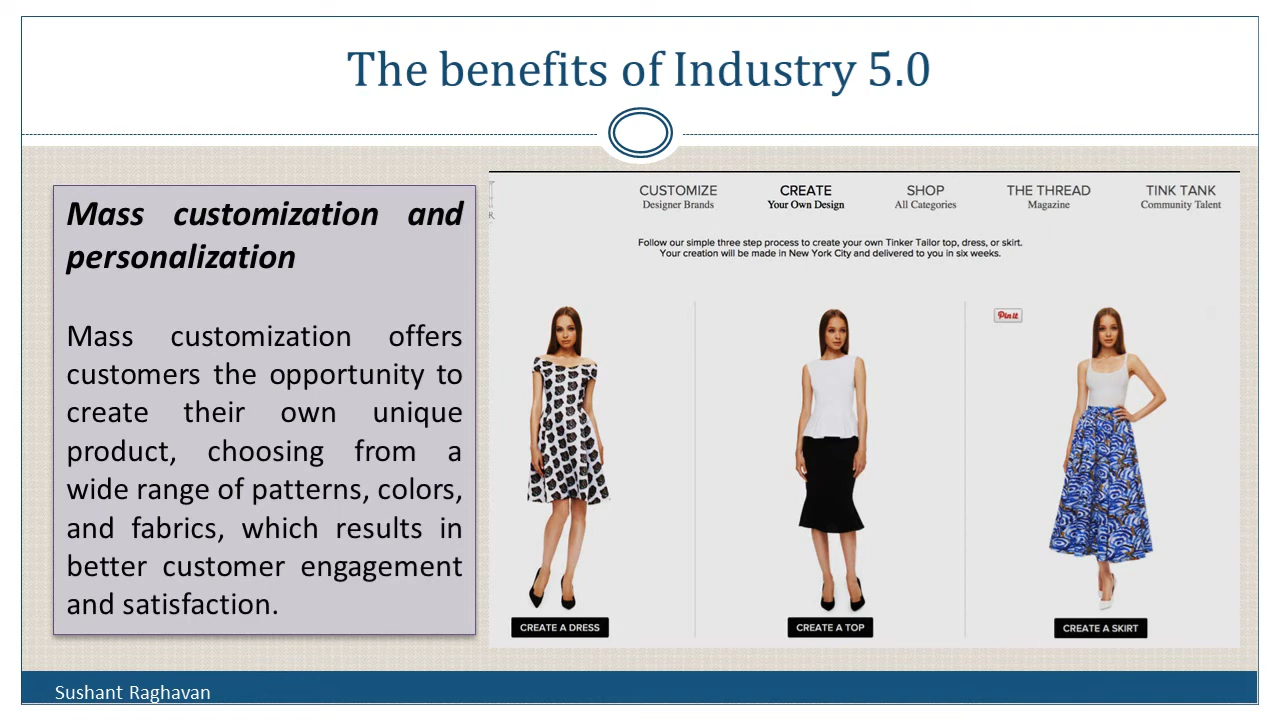 The benefits of Industry 5.0
Mass customization and
personalization
Mass customization offers
customers the opportunity to
create their own unique
product, choosing from a
wide range of patterns, colors,
and fabrics, which results in
better customer engagement
and satisfaction.
CUSTOMIZE
Designer Brands
CREATE
Your Own Design
SHOP
All Categories
THE THREAD
Magazine
TINK TANK
Community Talent
Follow our simple three step process to create your own Tinker Tailor top, dress, or skirt.
Your creation will be made in New York City and delivered to you in six weeks.
Pin it
CREATE A DRESS
CREATE A TOP
CREATE A SKIRT
Sushant Raghavan